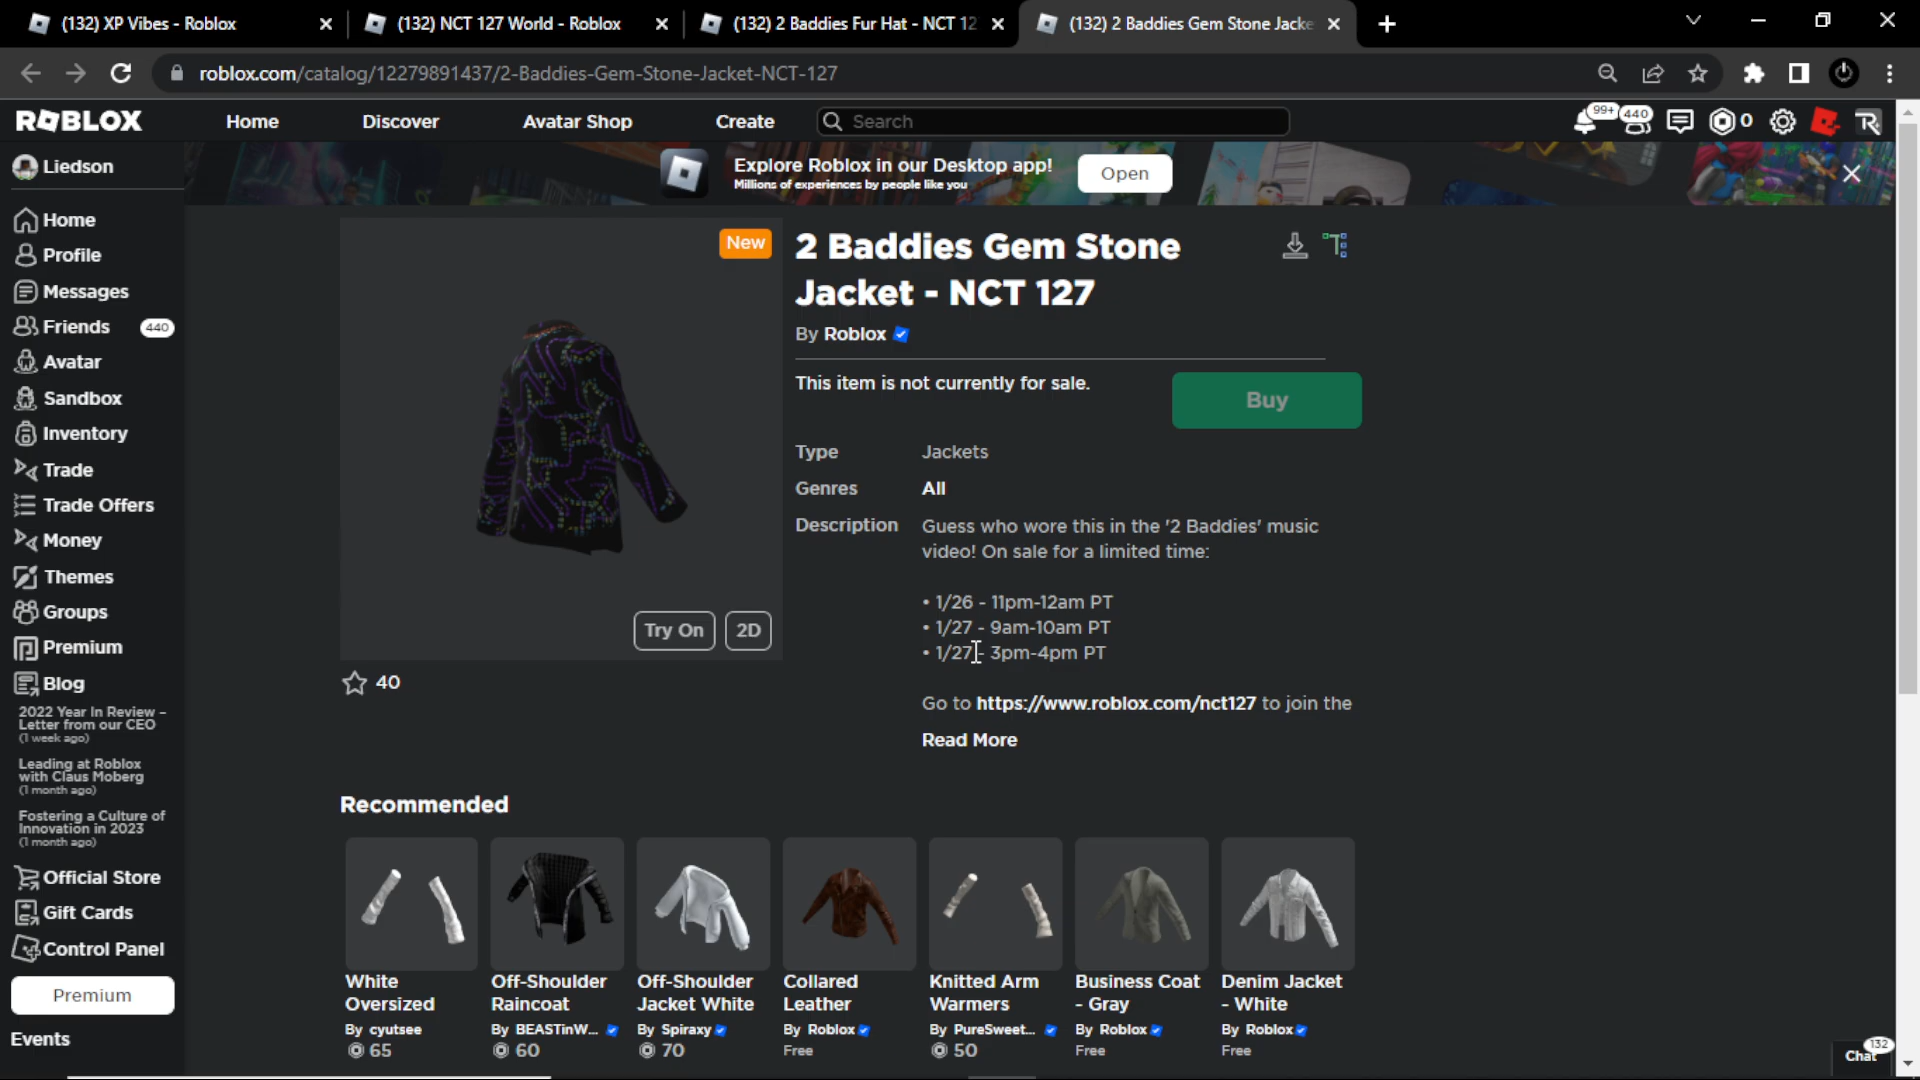 (132) XP Vibes - Roblox
(132) NCT 127 World - Roblox
(132) 2 Baddies Fur Hat - NCT 12
(132) 2 Baddies Gem Stone Jacke
roblox.com/catalog/12279891437/2-Baddies-Gem-Stone-Jacket-NCT-127
ROBLOX
Home
Discover
Avatar Shop
Create
Search
99+
440
0
Liedson
Explore Roblox in our Desktop app!
Millions of experiences by people like you
Open
Home
Profile
Messages
Friends
440
Avatar
Sandbox
Inventory
Trade
Trade Offers
Money
Themes
Groups
Premium
Blog
2022 Year In Review –
Letter from our CEO
(1 week ago)
Leading at Roblox
with Claus Moberg
(1 month ago)
Fostering a Culture of
Innovation in 2023
(1 month ago)
Official Store
Gift Cards
Control Panel
Premium
Events
New
Try On
2D
40
2 Baddies Gem Stone
Jacket - NCT 127
By Roblox
This item is not currently for sale.
Buy
Type
Jackets
Genres
All
Description
Guess who wore this in the '2 Baddies' music
video! On sale for a limited time:
• 1/26 - 11pm-12am PT
• 1/27 - 9am-10am PT
• 1/27 - 3pm-4pm PT
Go to https://www.roblox.com/nct127 to join the
Read More
Recommended
White
Oversized
By cyutsee
65
Off-Shoulder
Raincoat
By BEASTinW...
60
Off-Shoulder
Jacket White
By Spiraxy
70
Collared
Leather
By Roblox
Free
Knitted Arm
Warmers
By PureSweet...
50
Business Coat
- Gray
By Roblox
Free
Denim Jacket
- White
By Roblox
Free
Chat
132